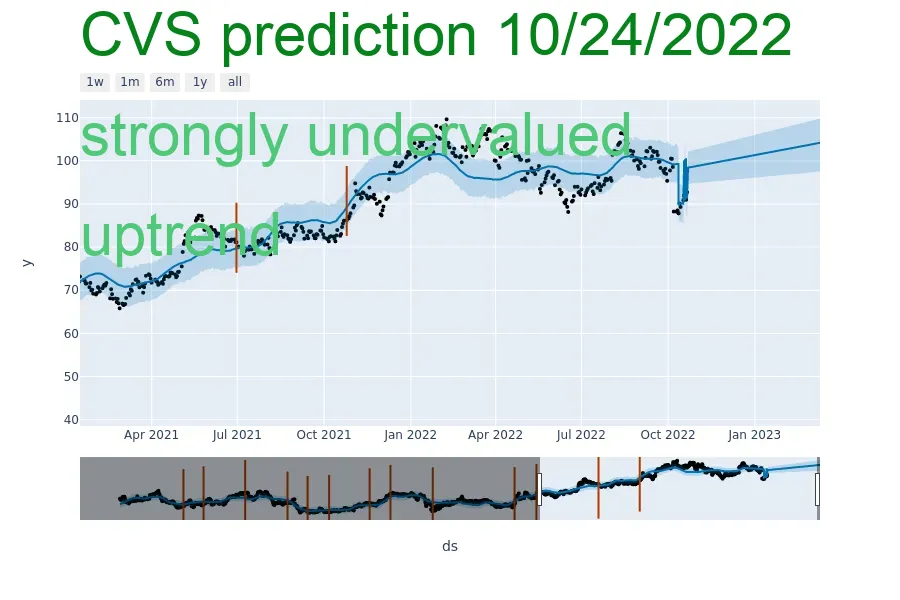 CVS prediction 10/24/2022
1w 1m 6m 1y all
strongly undervalued
uptrend
110
100
90
80
70
60
50
40
y
Apr 2021 Jul 2021 Oct 2021 Jan 2022 Apr 2022 Jul 2022 Oct 2022 Jan 2023
ds